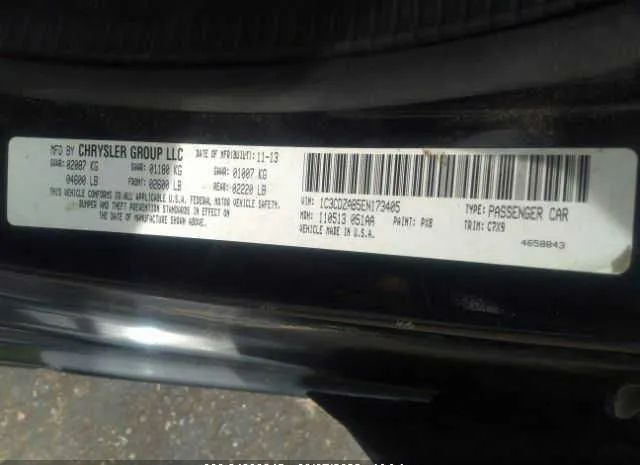 MFD BY CHRYSLER GROUP LLC DATE OF MFR(BUILT): 11-13
GVWR: 02087 KG GAWR: 01180 KG GAWR: 01007 KG
04600 LB FRONT: 02600 LB REAR: 02220 LB
THIS VEHICLE CONFORMS TO ALL APPLICABLE U.S.A. FEDERAL MOTOR VEHICLE SAFETY,
BUMPER AND THEFT PREVENTION STANDARDS IN EFFECT ON THE DATE OF
MANUFACTURE SHOWN ABOVE.
VIN: 1C3CDZAB5EN173405 TYPE: PASSENGER CAR
MDH: 110513 051AA PAINT: PX8 TRIM: C7X9
VEHICLE MADE IN U.S.A. 4658843